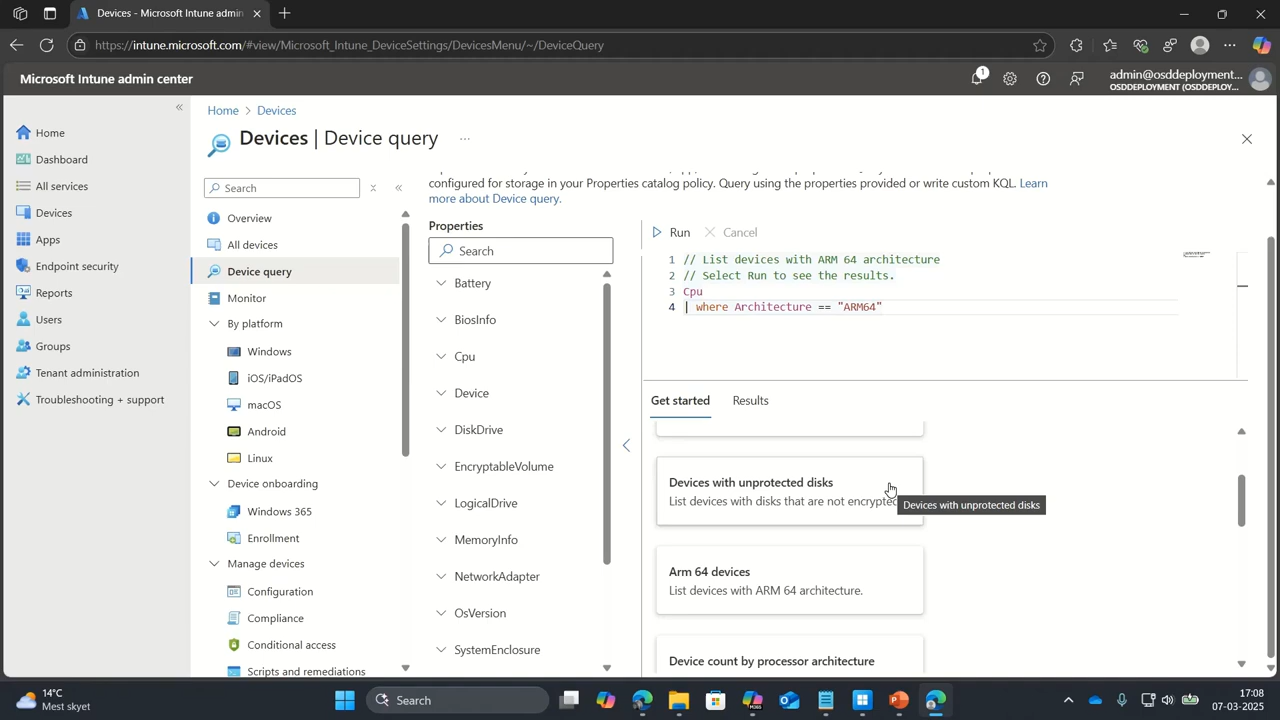 Devices - Microsoft Intune admin
https://intune.microsoft.com/#view/Microsoft_Intune_DeviceSettings/DevicesMenu/~/DeviceQuery
Microsoft Intune admin center
1
admin@osddeployment...
OSDDEPLOYMENT (OSDDEPLOY...
Home
Dashboard
All services
Devices
Apps
Endpoint security
Reports
Users
Groups
Tenant administration
Troubleshooting + support
Home > Devices
Devices | Device query
Search
Overview
All devices
Device query
Monitor
By platform
Windows
iOS/iPadOS
macOS
Android
Linux
Device onboarding
Windows 365
Enrollment
Manage devices
Configuration
Compliance
Conditional access
Scripts and remediations
configured for storage in your Properties catalog policy. Query using the properties provided or write custom KQL. Learn
more about Device query.
Properties
Search
Battery
BiosInfo
Cpu
Device
DiskDrive
EncryptableVolume
LogicalDrive
MemoryInfo
NetworkAdapter
OsVersion
SystemEnclosure
Run Cancel
1 // List devices with ARM 64 architecture
2 // Select Run to see the results.
3 Cpu
4 | where Architecture == "ARM64"
Get started Results
Devices with unprotected disks
List devices with disks that are not encrypted
Devices with unprotected disks
Arm 64 devices
List devices with ARM 64 architecture.
Device count by processor architecture
14°C
Mest skyet
Search
17:08
07-03-2025